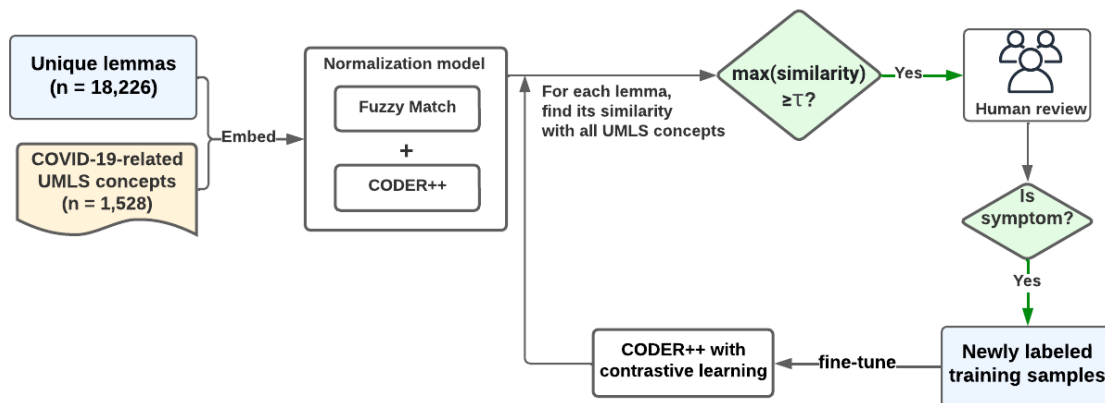 Unique lemmas
(n = 18,226)
COVID-19-related
UMLS concepts
(n = 1,528)
Embed
Normalization model
Fuzzy Match
+
CODER++
For each lemma,
find its similarity
with all UMLS concepts
max(similarity)
≥τ?
Yes
Human review
Is
symptom?
Yes
Newly labeled
training samples
fine-tune
CODER++ with
contrastive learning